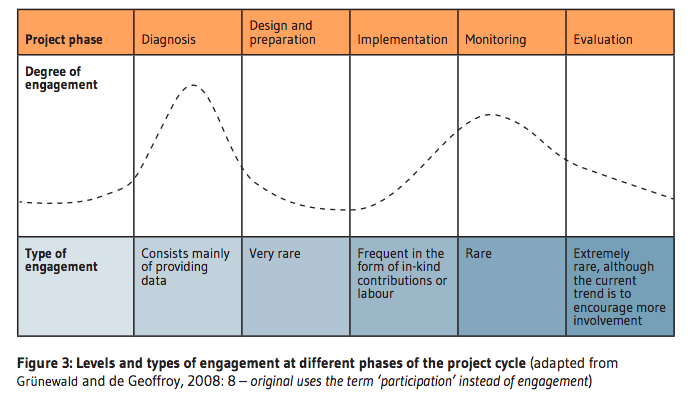 Project phase
Diagnosis
Design and
preparation
Implementation
Monitoring
Evaluation
Degree of
engagement
Type of
engagement
Consists mainly
of providing
data
Very rare
Frequent in the
form of in-kind
contributions or
labour
Rare
Extremely
rare, although
the current
trend is to
encourage more
involvement
Figure 3: Levels and types of engagement at different phases of the project cycle (adapted from
Grünewald and de Geoffroy, 2008: 8 – original uses the term ‘participation’ instead of engagement)